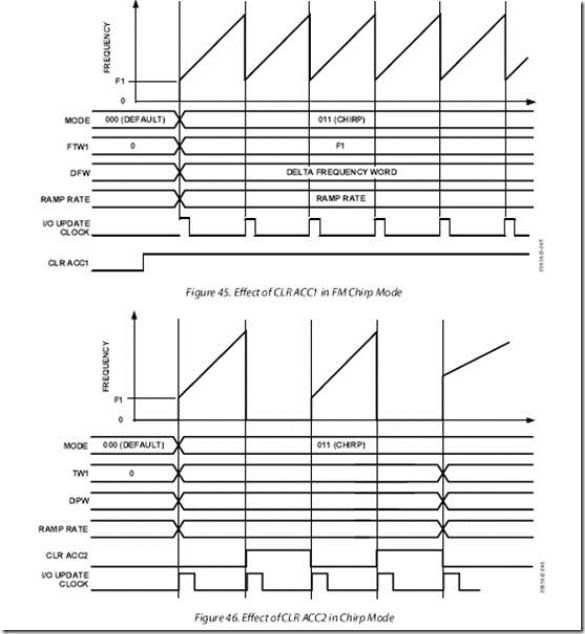 FREQUENCY
F1
0
MODE 000 (DEFAULT) 011 (CHIRP)
FTW1 0 F1
DFW DELTA FREQUENCY WORD
RAMP RATE RAMP RATE
I/O UPDATE
CLOCK
CLR ACC1
Figure 45. Effect of CLR ACC1 in FM Chirp Mode
FREQUENCY
F1
0
MODE 000 (DEFAULT) 011 (CHIRP)
TW1 0
DPW
RAMP RATE
CLR ACC2
I/O UPDATE
CLOCK
Figure 46. Effect of CLR ACC2 in Chirp Mode